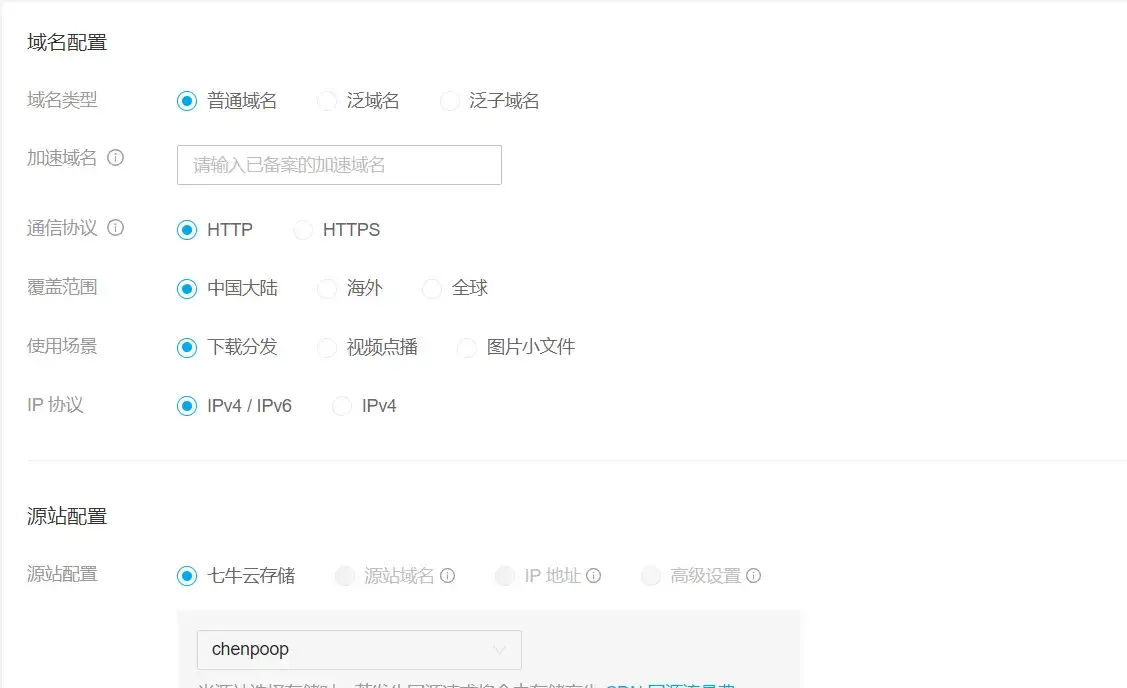 域名配置
域名类型 普通域名 泛域名 泛子域名
加速域名 请输入已备案的加速域名
通信协议 HTTP HTTPS
覆盖范围 中国大陆 海外 全球
使用场景 下载分发 视频点播 图片小文件
IP 协议 IPv4 / IPv6 IPv4
源站配置
源站配置 七牛云存储 源站域名 IP 地址 高级设置
chenpoop